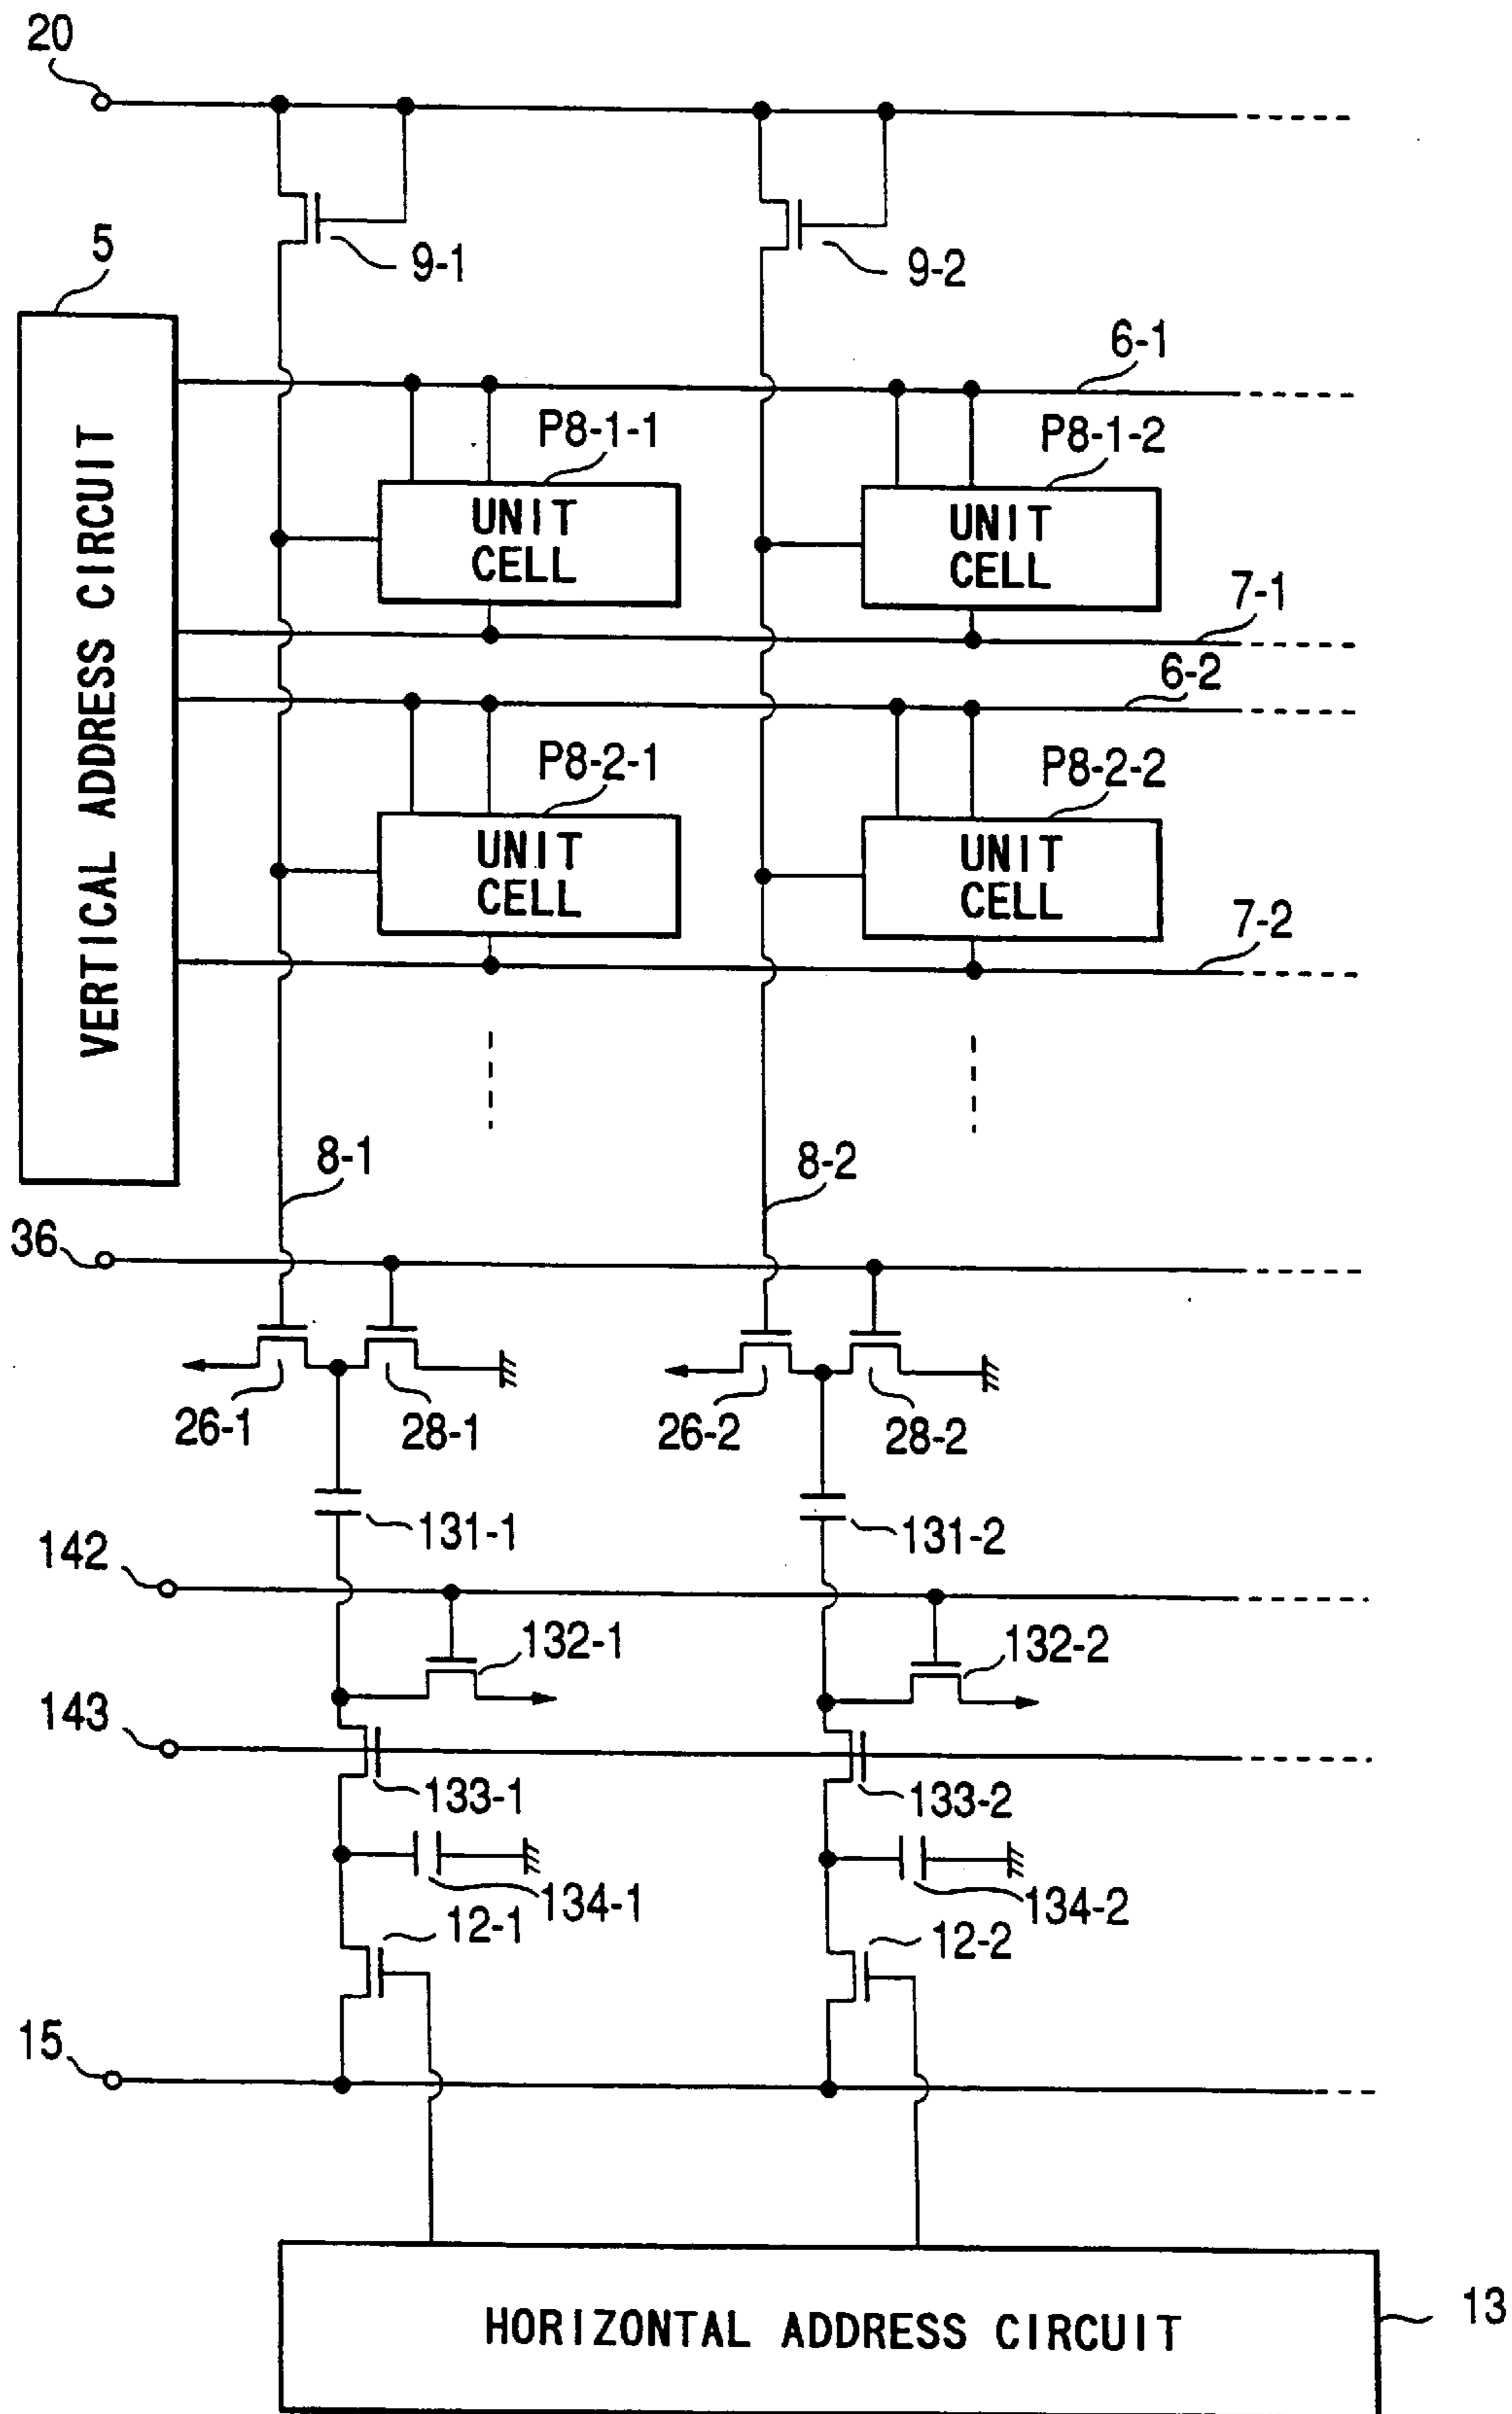 20
9-1
9-2
5
VERTICAL ADDRESS CIRCUIT
6-1
P8-1-1
P8-1-2
UNIT
CELL
UNIT
CELL
7-1
6-2
P8-2-1
P8-2-2
UNIT
CELL
UNIT
CELL
7-2
8-1
8-2
36
26-1
28-1
26-2
28-2
131-1
131-2
142
132-1
132-2
143
133-1
133-2
134-1
134-2
12-1
12-2
15
HORIZONTAL ADDRESS CIRCUIT
13